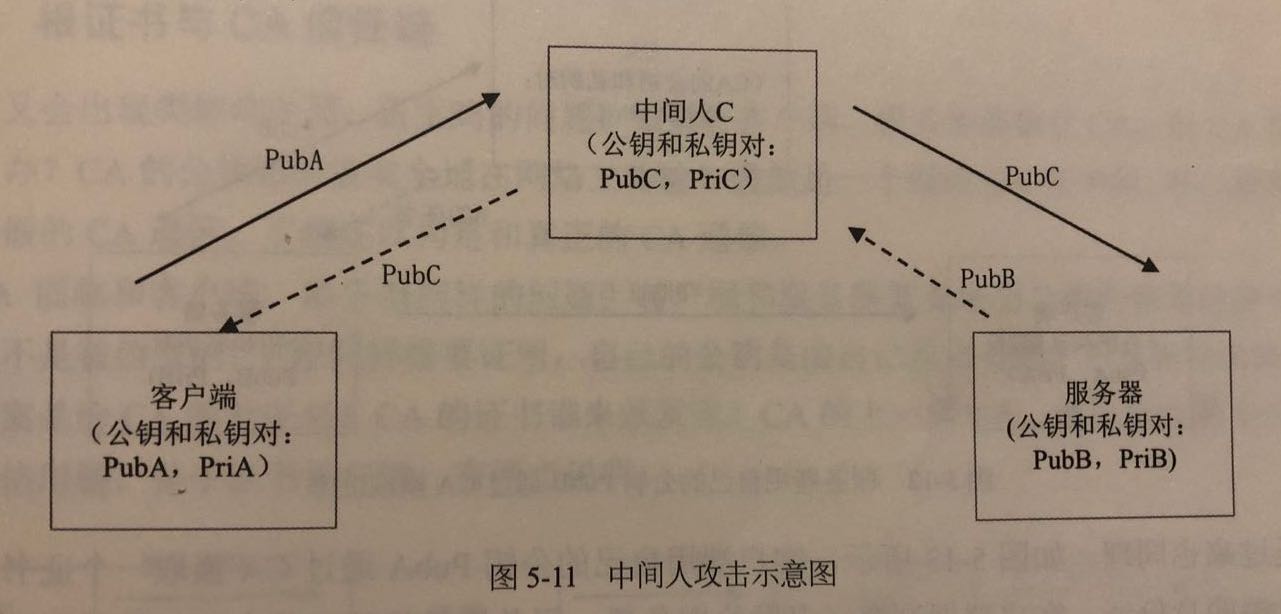 中间人C
（公钥和私钥对：
PubC，PriC）
PubA
PubC
PubC
PubB
客户端
（公钥和私钥对：
PubA，PriA）
服务器
(公钥和私钥对：
PubB，PriB)
图 5-11 中间人攻击示意图